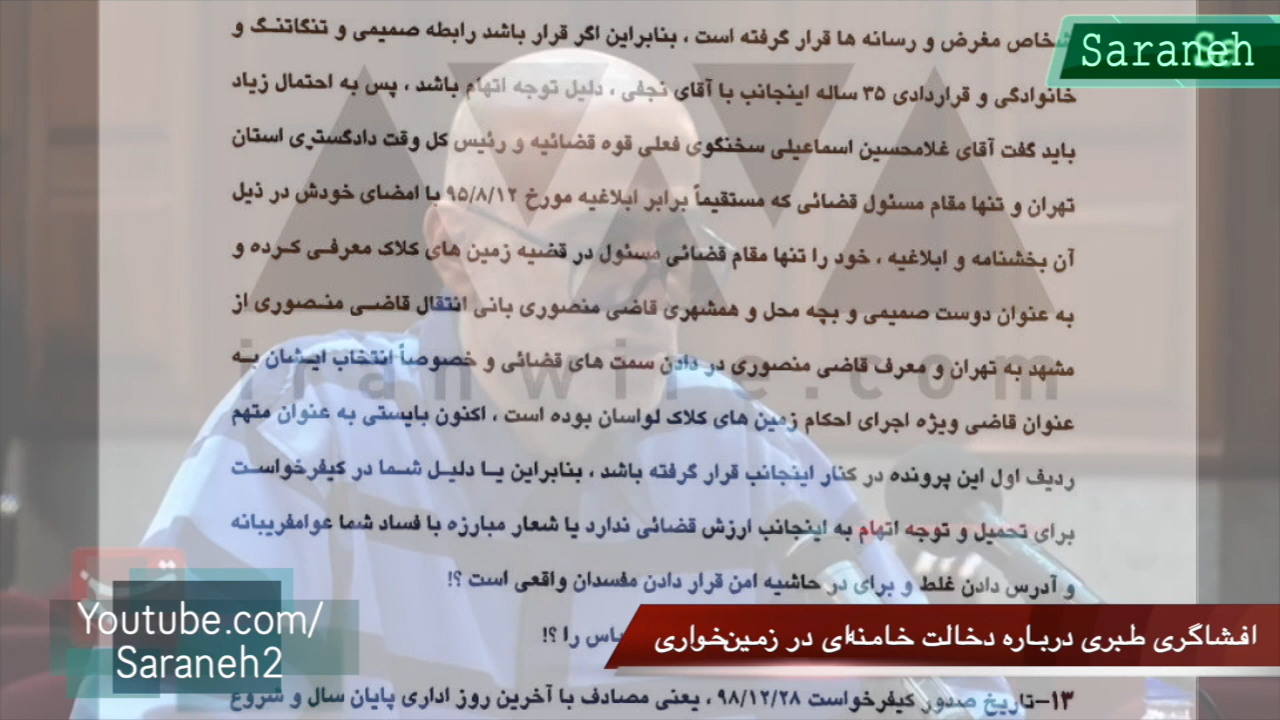 شخاص مغرض و رسانه ها قرار گرفته است ، بنابراین اگر قرار باشد رابطه صمیمی و تنگاتنگ و
Saraneh
خانوادگی و قراردادی ۳۵ ساله اینجانب با آقای نجفی ، دلیل توجه اتهام باشد ، پس به احتمال زیاد
باید گفت آقای غلامحسین اسماعیلی سخنگوی فعلی قوه قضائیه و رئیس کل وقت دادگستری استان
تهران و تنها مقام مسئول قضائی که مستقیماً برابر ابلاغیه مورخ ۹۵/۸/۱۲ با امضای خودش در ذیل
آن بخشنامه و ابلاغیه ، خود را تنها مقام قضائی مسئول در قضیه زمین های کلاک معرفی کرده و
به عنوان دوست صمیمی و بچه محل و همشهری قاضی منصوری بانی انتقال قاضی منصوری از
مشهد به تهران و معرف قاضی منصوری در دادن سمت های قضائی و خصوصاً انتخاب ایشان به
iranwire.com
عنوان قاضی ویژه اجرای احکام زمین های کلاک لواسان بوده است ، اکنون بایستی به عنوان متهم
ردیف اول این پرونده در کنار اینجانب قرار گرفته باشد ، بنابراین یا دلیل شما در کیفرخواست
برای تحمیل و توجه اتهام به اینجانب ارزش قضائی ندارد یا شعار مبارزه با فساد شما عوامفریبانه
و آدرس دادن غلط و برای در حاشیه امن قرار دادن مفسدان واقعی است ؟!
باس را ؟!
افشاگری طبری درباره دخالت خامنه‌ای در زمین‌خواری
Youtube.com/
Saraneh2
۱۳–تاریخ صدور کیفرخواست ۹۸/۱۲/۲۸ ، یعنی مصادف با آخرین روز اداری پایان سال و شروع